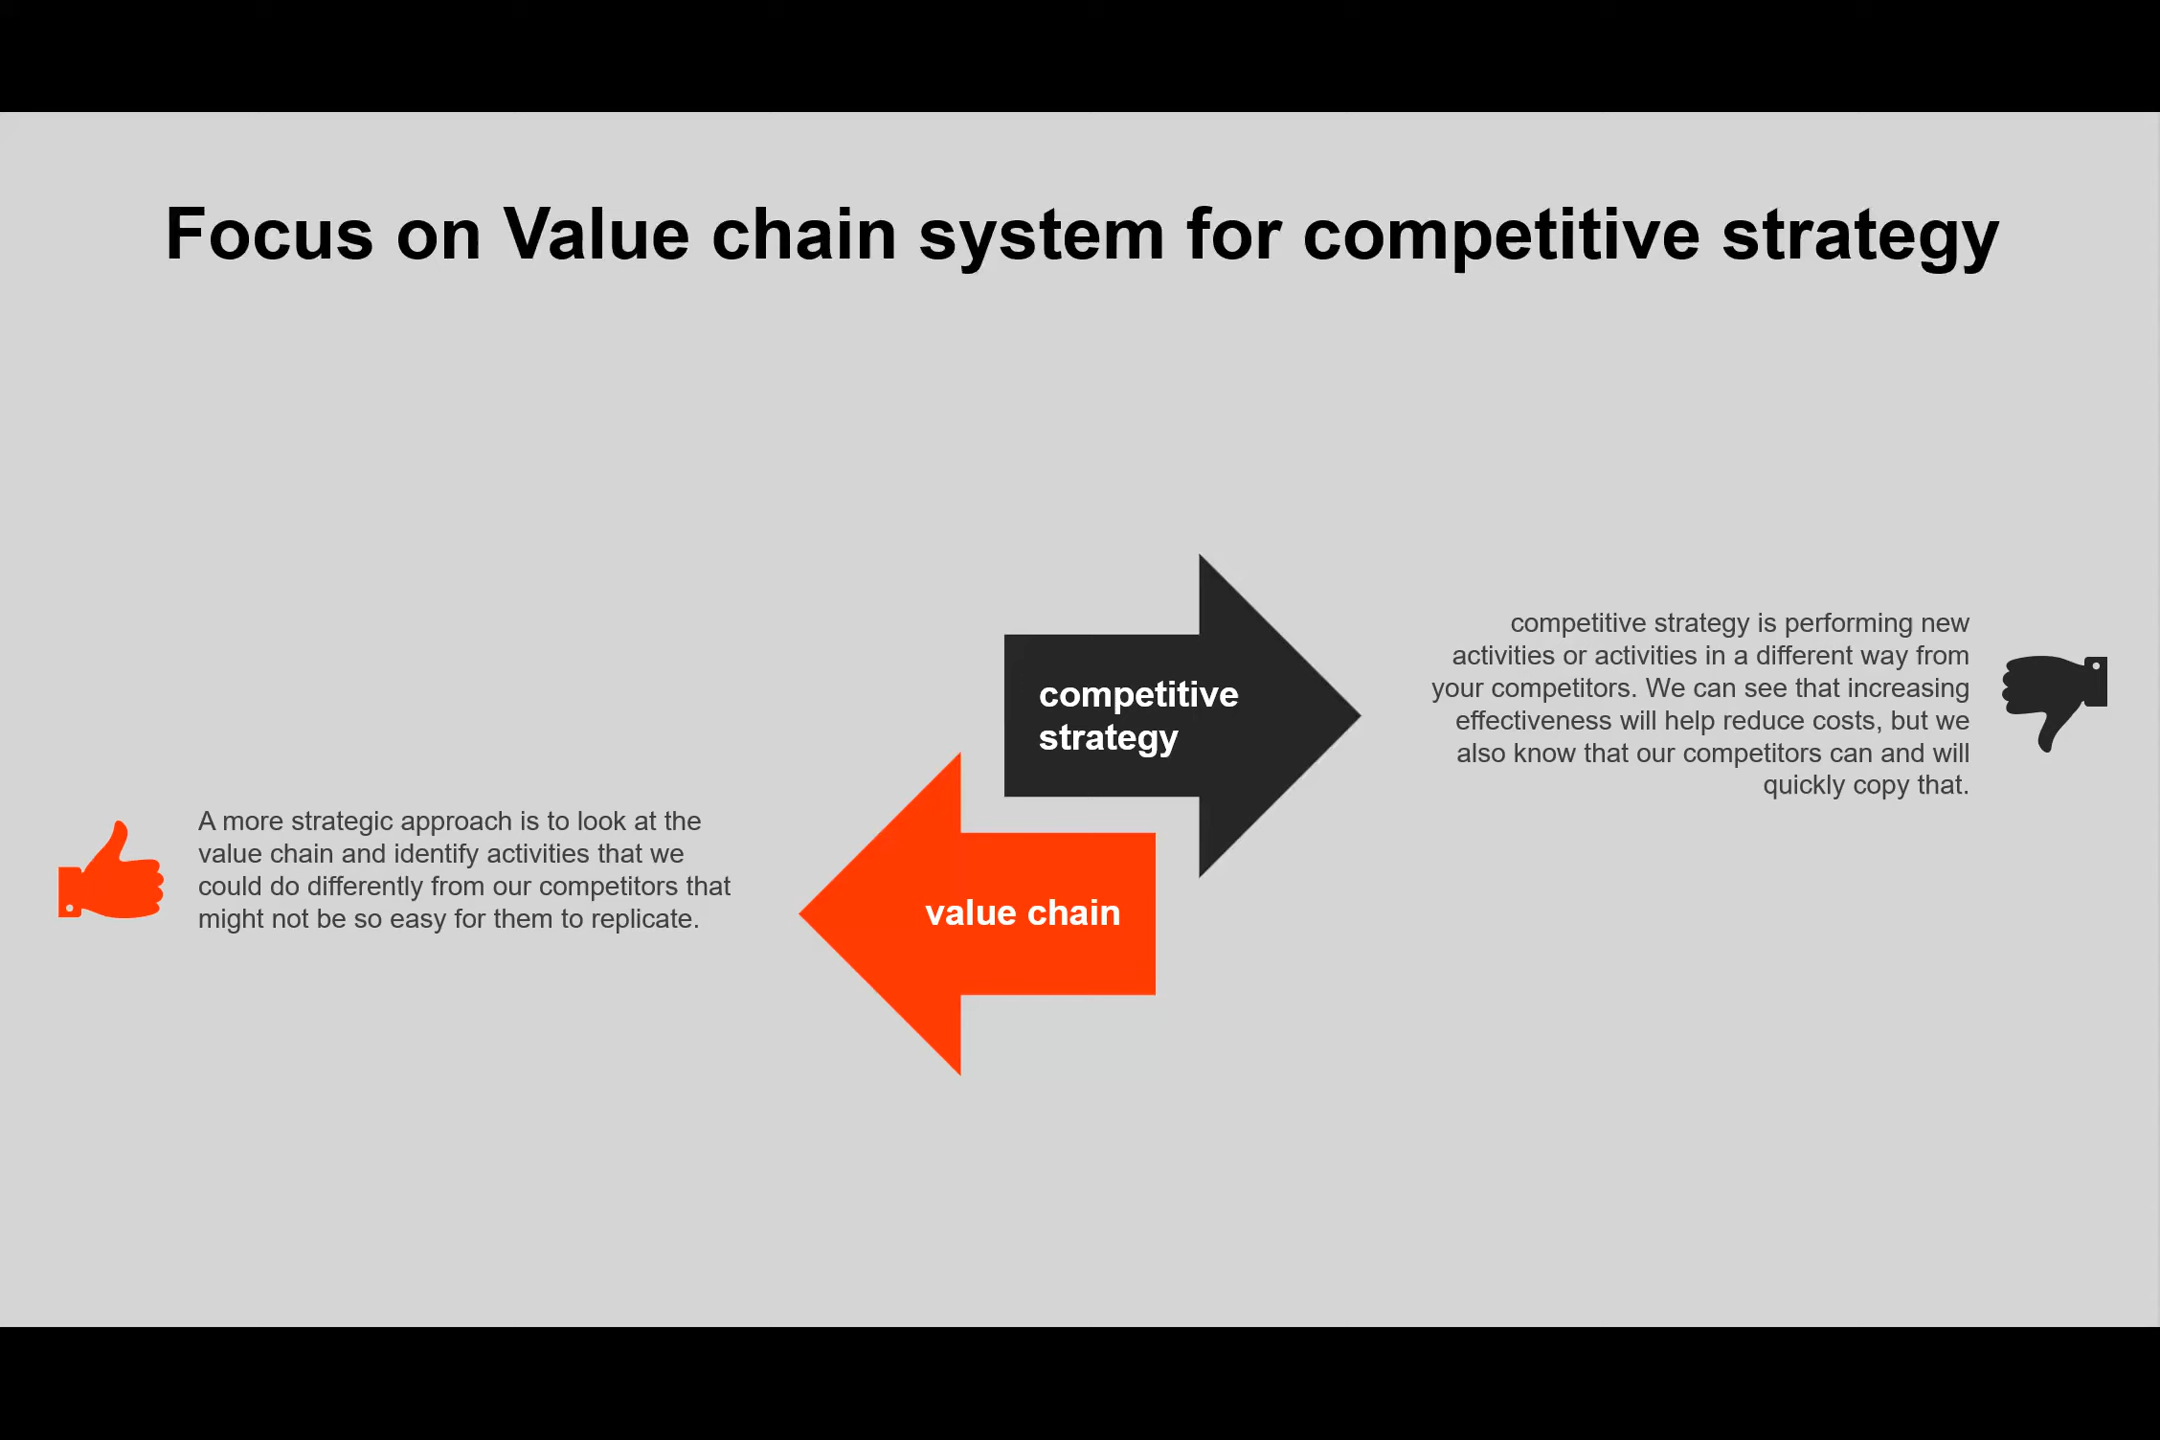 Focus on Value chain system for competitive strategy
competitive
strategy
competitive strategy is performing new
activities or activities in a different way from
your competitors. We can see that increasing
effectiveness will help reduce costs, but we
also know that our competitors can and will
quickly copy that.
A more strategic approach is to look at the
value chain and identify activities that we
could do differently from our competitors that
might not be so easy for them to replicate.
value chain